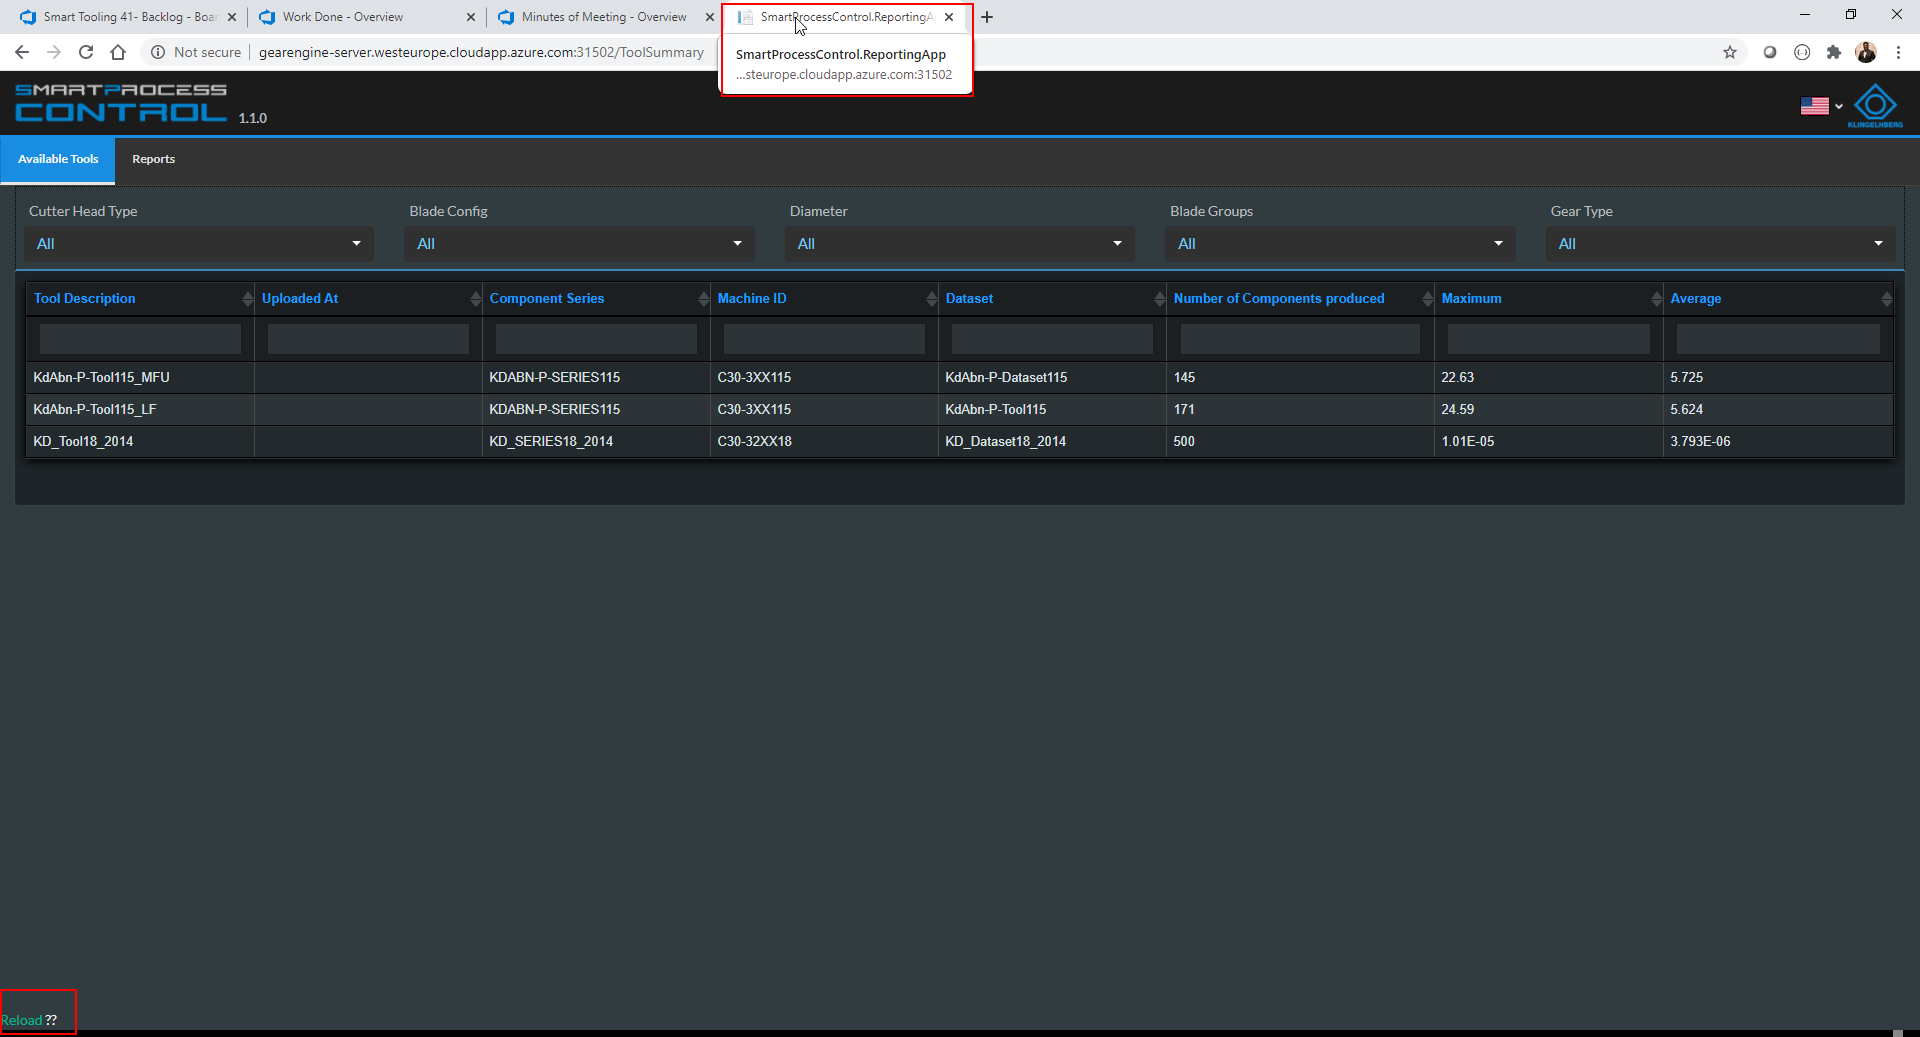 Smart Tooling 41- Backlog - Boar
Work Done - Overview
Minutes of Meeting - Overview
SmartProcessControl.ReportingA
Not secure
gearengine-server.westeurope.cloudapp.azure.com:31502/ToolSummary
SmartProcessControl.ReportingApp
...steurope.cloudapp.azure.com:31502
SMARTPROCESS
CONTROL 1.1.0
KLINGELNBERG
Available Tools Reports
Cutter Head Type Blade Config Diameter Blade Groups Gear Type
All All All All All
Tool Description Uploaded At Component Series Machine ID Dataset Number of Components produced Maximum Average
KdAbn-P-Tool115_MFU KDABN-P-SERIES115 C30-3XX115 KdAbn-P-Dataset115 145 22.63 5.725
KdAbn-P-Tool115_LF KDABN-P-SERIES115 C30-3XX115 KdAbn-P-Tool115 171 24.59 5.624
KD_Tool18_2014 KD_SERIES18_2014 C30-32XX18 KD_Dataset18_2014 500 1.01E-05 3.793E-06
Reload ??